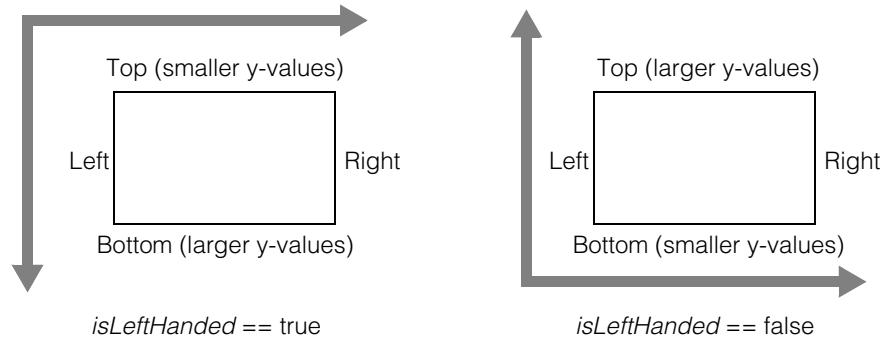 Top (smaller y-values)
Left
Right
Bottom (larger y-values)
isLeftHanded == true
Top (larger y-values)
Left
Right
Bottom (smaller y-values)
isLeftHanded == false